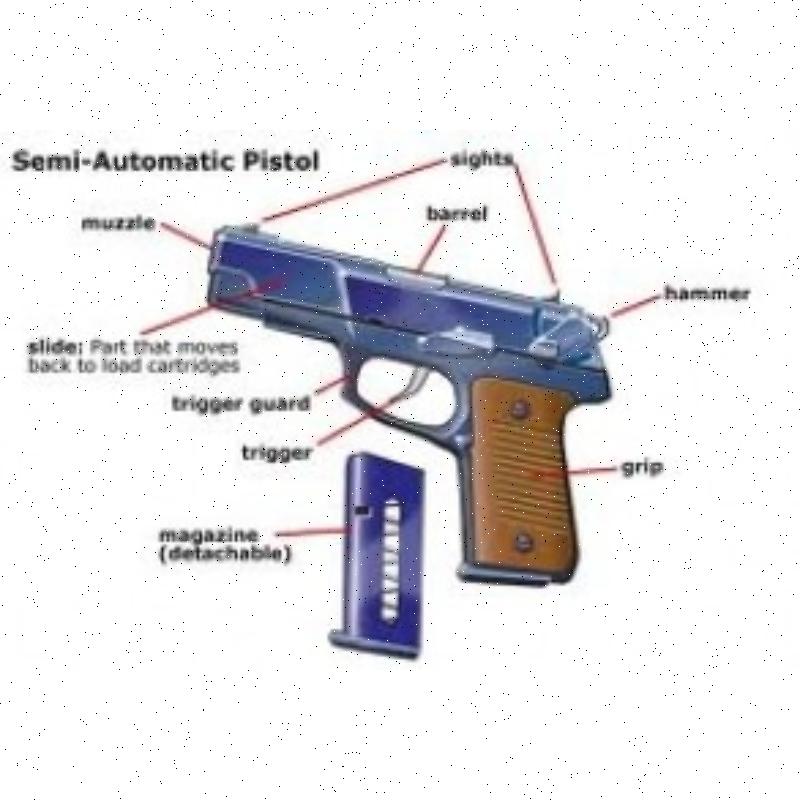 Semi-Automatic Pistol
sights
muzzle
barrel
hammer
slide: Part that moves
back to load cartridges
trigger guard
trigger
grip
magazine
(detachable)